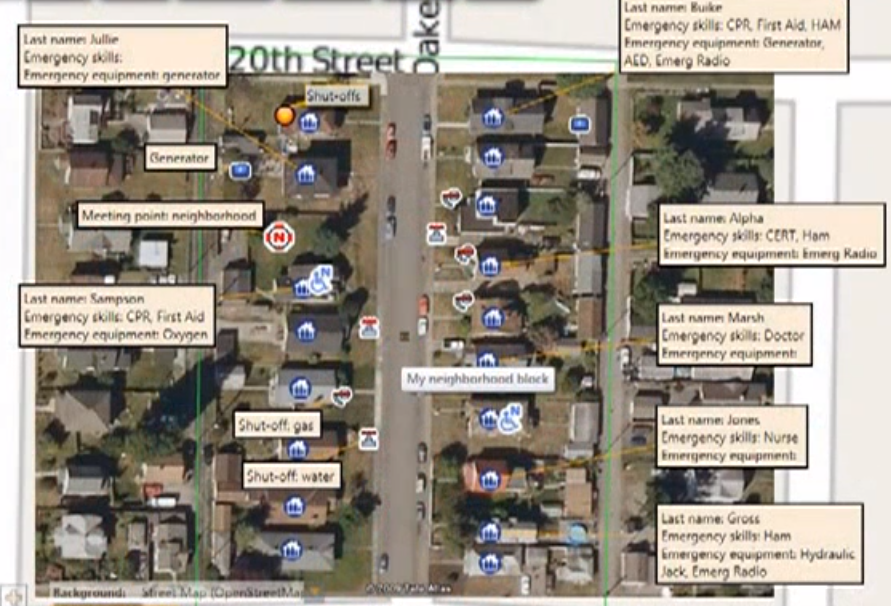 Last name: Buike
Emergency skills: CPR, First Aid, HAM
Emergency equipment: Generator,
AED, Emerg Radio
Last name: Jullie
Emergency skills:
Emergency equipment: generator
20th Street
Oakes
Shut-offs
Generator
Meeting point: neighborhood
N
Last name: Alpha
Emergency skills: CERT, Ham
Emergency equipment: Emerg Radio
N
Last name: Sampson
Emergency skills: CPR, First Aid
Emergency equipment: Oxygen
Last name: Marsh
Emergency skills: Doctor
Emergency equipment:
My neighborhood block
N
Shut-off: gas
Last name: Jones
Emergency skills: Nurse
Emergency equipment:
Shut-off: water
Last name: Gross
Emergency skills: Ham
Emergency equipment: Hydraulic
Jack, Emerg Radio
Background: Street Map (OpenStreetMap
© 2009 Tele Atlas